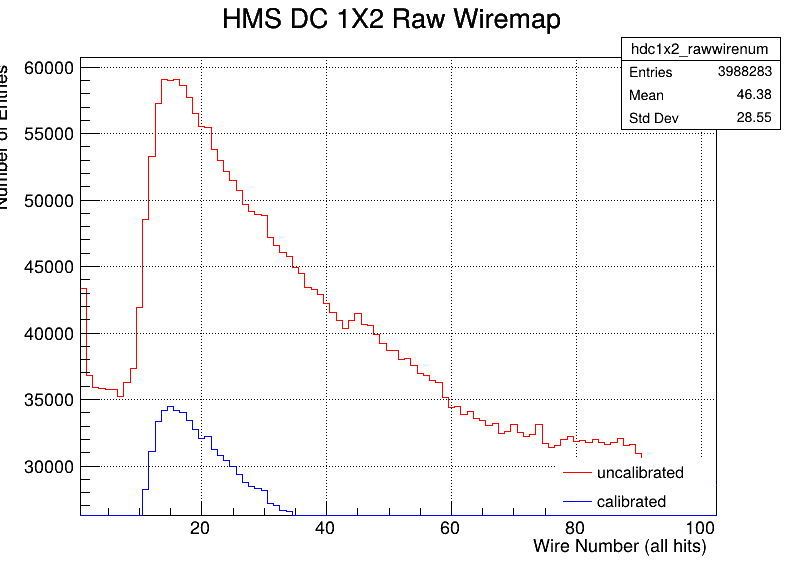 HMS DC 1X2 Raw Wiremap
hdc1x2_rawwirenum
Entries 3988283
Mean 46.38
Std Dev 28.55
Number of Entries
60000
55000
50000
45000
40000
35000
30000
uncalibrated
calibrated
20 40 60 80 100
Wire Number (all hits)